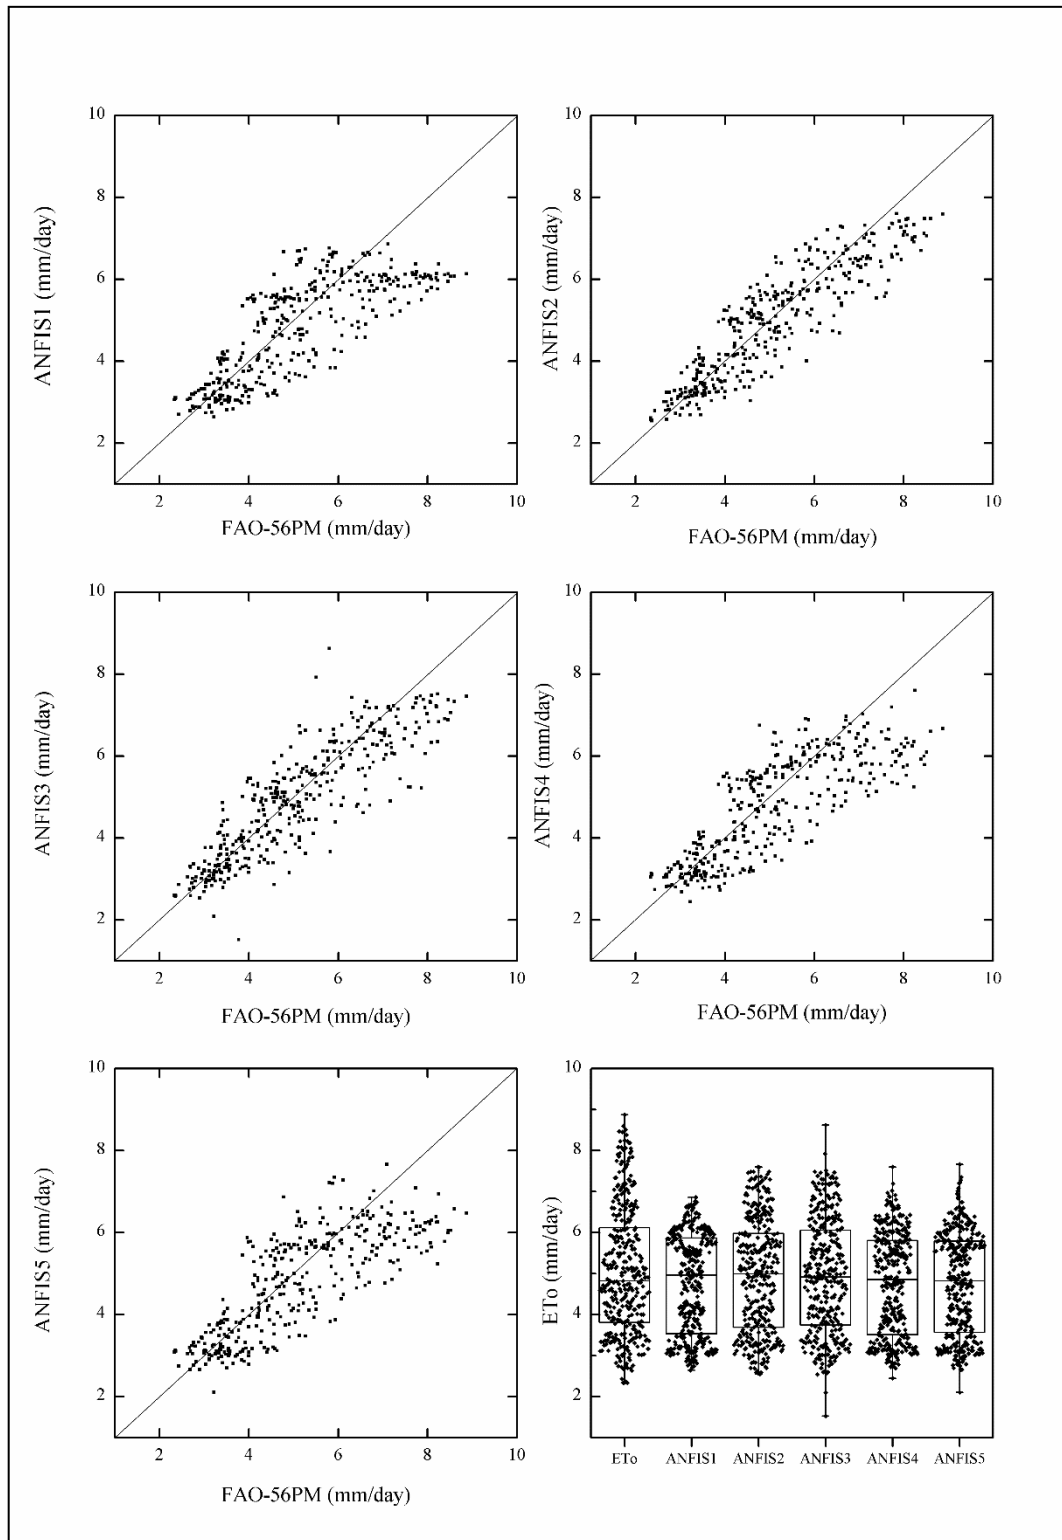 10
10
8
8
6
6
4
4
2
2
2 4 6 8 10
2 4 6 8 10
ANFIS1 (mm/day)
ANFIS2 (mm/day)
FAO-56PM (mm/day)
FAO-56PM (mm/day)
10
10
8
8
6
6
4
4
2
2
2 4 6 8 10
2 4 6 8 10
ANFIS3 (mm/day)
ANFIS4 (mm/day)
FAO-56PM (mm/day)
FAO-56PM (mm/day)
10
10
8
8
6
6
4
4
2
2
2 4 6 8 10
ETo ANFIS1 ANFIS2 ANFIS3 ANFIS4 ANFIS5
ANFIS5 (mm/day)
ETo (mm/day)
FAO-56PM (mm/day)